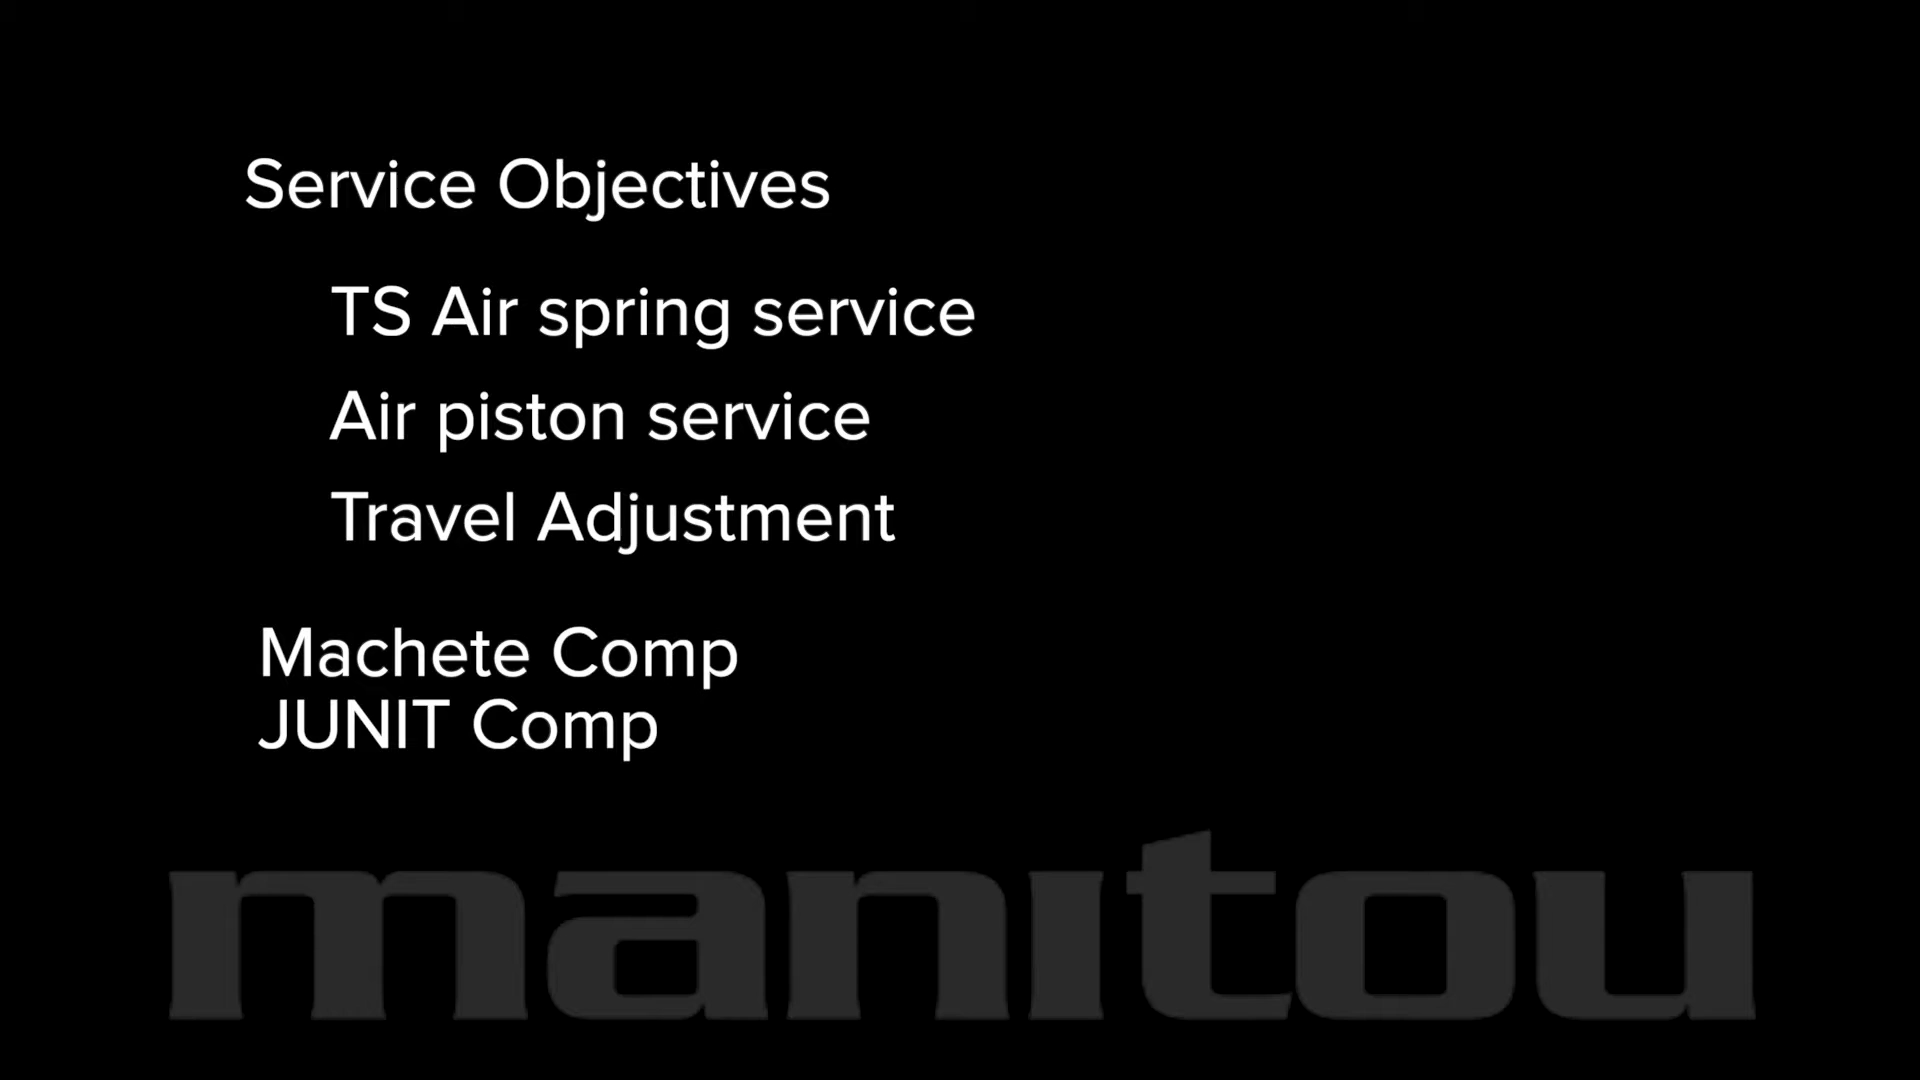 Service Objectives
TS Air spring service
Air piston service
Travel Adjustment
Machete Comp
JUNIT Comp
manitou